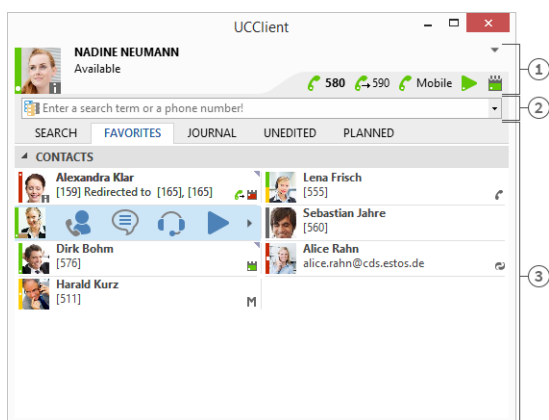 UCClient
NADINE NEUMANN
Available
580 590 Mobile
1
Enter a search term or a phone number!
2
SEARCH FAVORITES JOURNAL UNEDITED PLANNED
CONTACTS
Alexandra Klar
[159] Redirected to [165], [165]
Lena Frisch
[555]
Sebastian Jahre
[560]
Dirk Bohm
[576]
Alice Rahn
alice.rahn@cds.estos.de
3
Harald Kurz
[511]
M